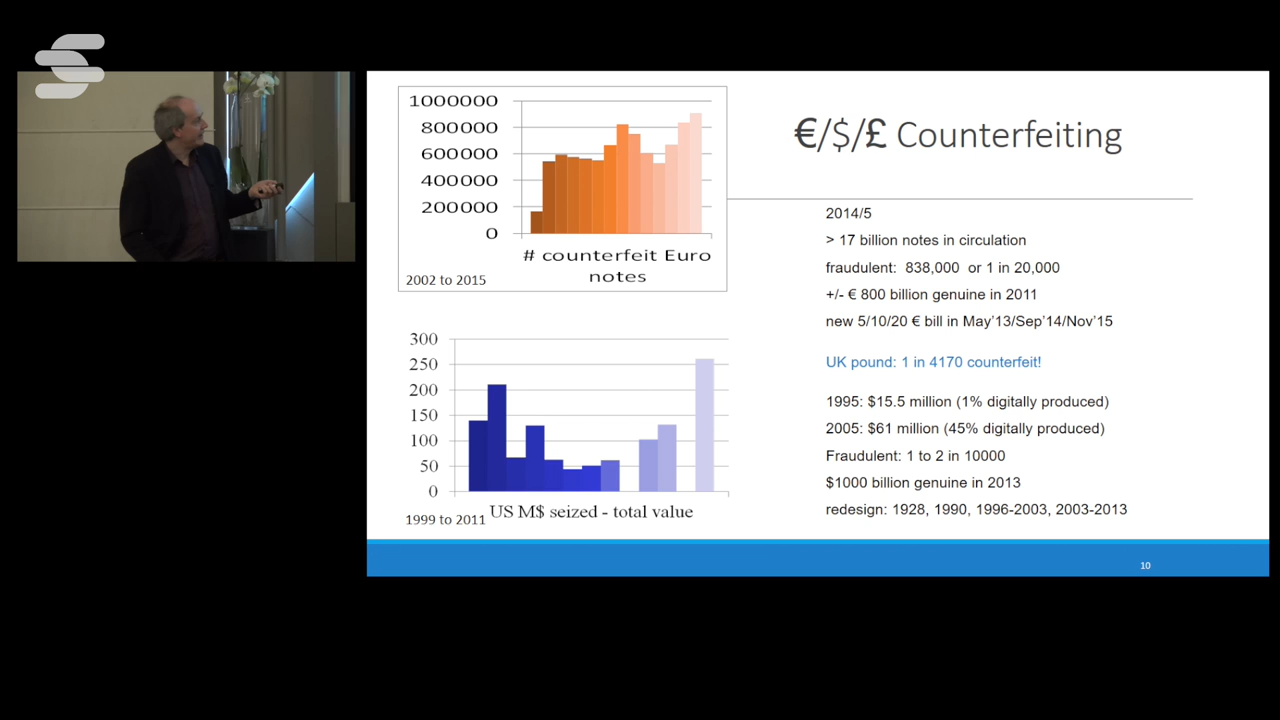 1000000
800000
600000
400000
200000
0
# counterfeit Euro
notes
2002 to 2015
300
250
200
150
100
50
0
US M$ seized - total value
1999 to 2011
€/$/£ Counterfeiting
2014/5
> 17 billion notes in circulation
fraudulent: 838,000 or 1 in 20,000
+/- € 800 billion genuine in 2011
new 5/10/20 € bill in May'13/Sep'14/Nov'15
UK pound: 1 in 4170 counterfeit!
1995: $15.5 million (1% digitally produced)
2005: $61 million (45% digitally produced)
Fraudulent: 1 to 2 in 10000
$1000 billion genuine in 2013
redesign: 1928, 1990, 1996-2003, 2003-2013
10